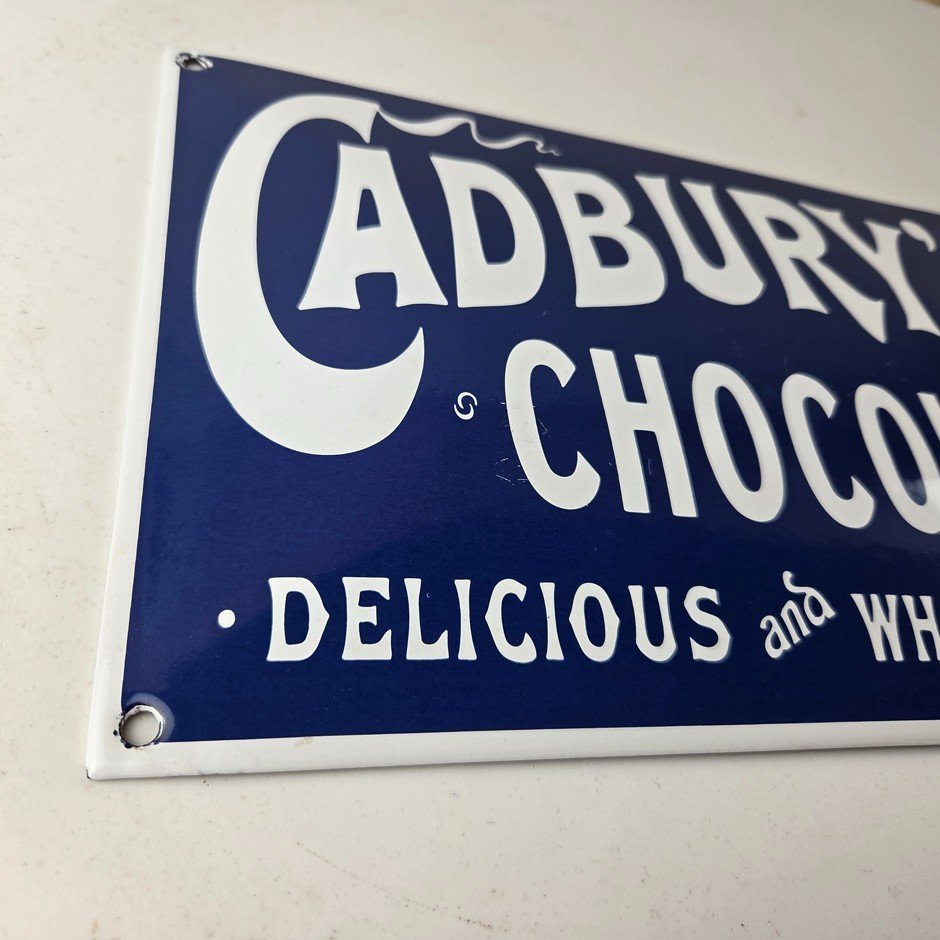 CADBURY'
CHOCO
• DELICIOUS and WH